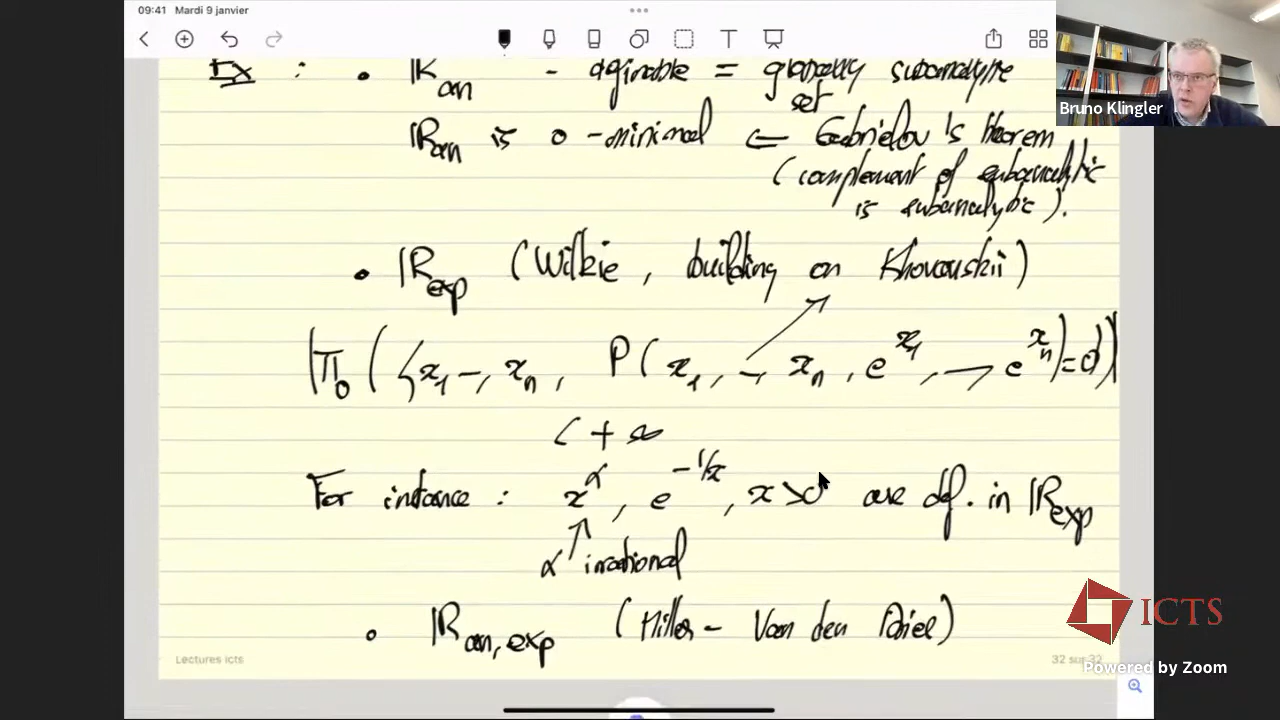 09:41 Mardi 9 janvier
Bruno Klingler
Ex : • ℝan - definable = globally subanalytic
set
ℝan is o-minimal ⇐ Gabrielov's theorem
(complement of subanalytic
is subanalytic).
• ℝexp (Wilkie, building on Khovanskii)
|π0({x1 –, xn, P(x1, –, xn, e^x1, —, e^xn)=0})|
< +∞
For instance : x^α, e^-1/x, x>0 are def. in ℝexp
α irrational
• ℝan,exp (Miller - Van den Dries)
Lectures icts
32 sur 32
ICTS
Powered by Zoom